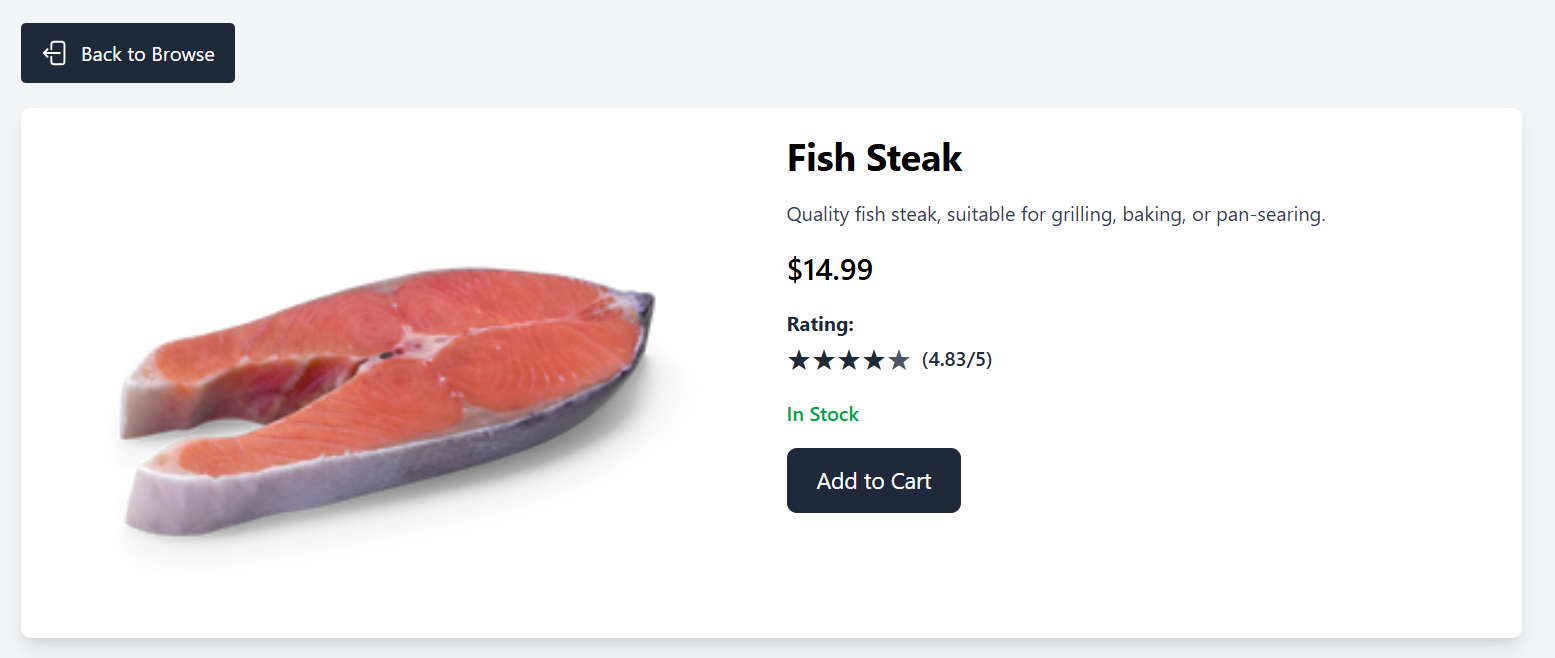 Back to Browse
Fish Steak
Quality fish steak, suitable for grilling, baking, or pan-searing.
$14.99
Rating:
★★★★★ (4.83/5)
In Stock
Add to Cart